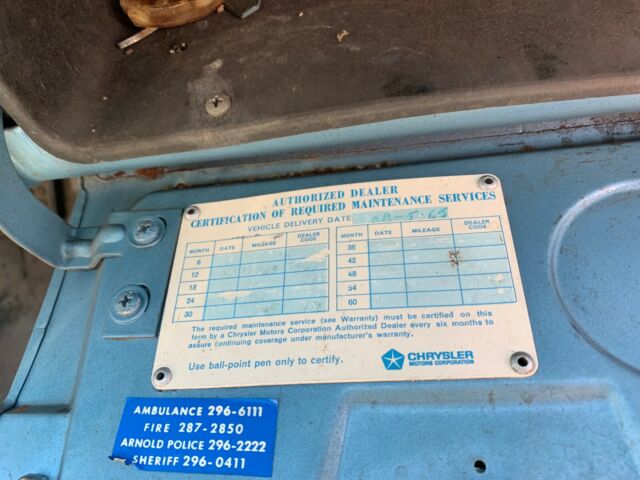 AUTHORIZED DEALER
CERTIFICATION OF REQUIRED MAINTENANCE SERVICES
VEHICLE DELIVERY DATE
MONTH DATE MILEAGE DEALER CODE
6
12
18
24
30
DATE MILEAGE DEALER CODE
36
42
48
54
60
The required maintenance service (see Warranty) must be certified on this
form by a Chrysler Motors Corporation Authorized Dealer every six months to
assure continuing coverage under manufacturer's warranty.
Use ball-point pen only to certify.
CHRYSLER
MOTORS CORPORATION
AMBULANCE 296-6111
FIRE 287-2850
ARNOLD POLICE 296-2222
SHERIFF 296-0411